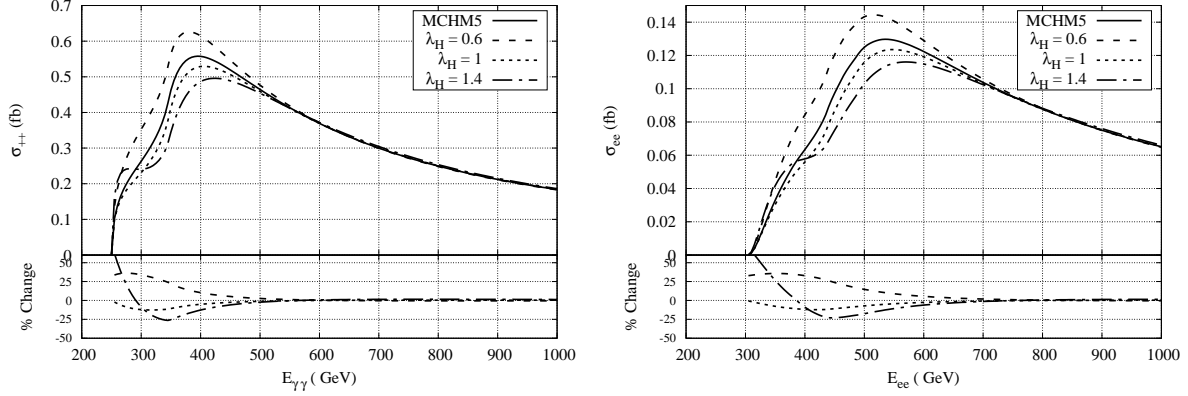 0.7
0.6
0.5
0.4
0.3
0.2
0.1
0
σ++ (fb)
MCHM5
λH = 0.6
λH = 1
λH = 1.4
50
25
0
-25
-50
% Change
200 300 400 500 600 700 800 900 1000
Eγγ ( GeV)
0.14
0.12
0.1
0.08
0.06
0.04
0.02
0
σee (fb)
MCHM5
λH = 0.6
λH = 1
λH = 1.4
50
25
0
-25
-50
% Change
200 300 400 500 600 700 800 900 1000
Eee ( GeV)